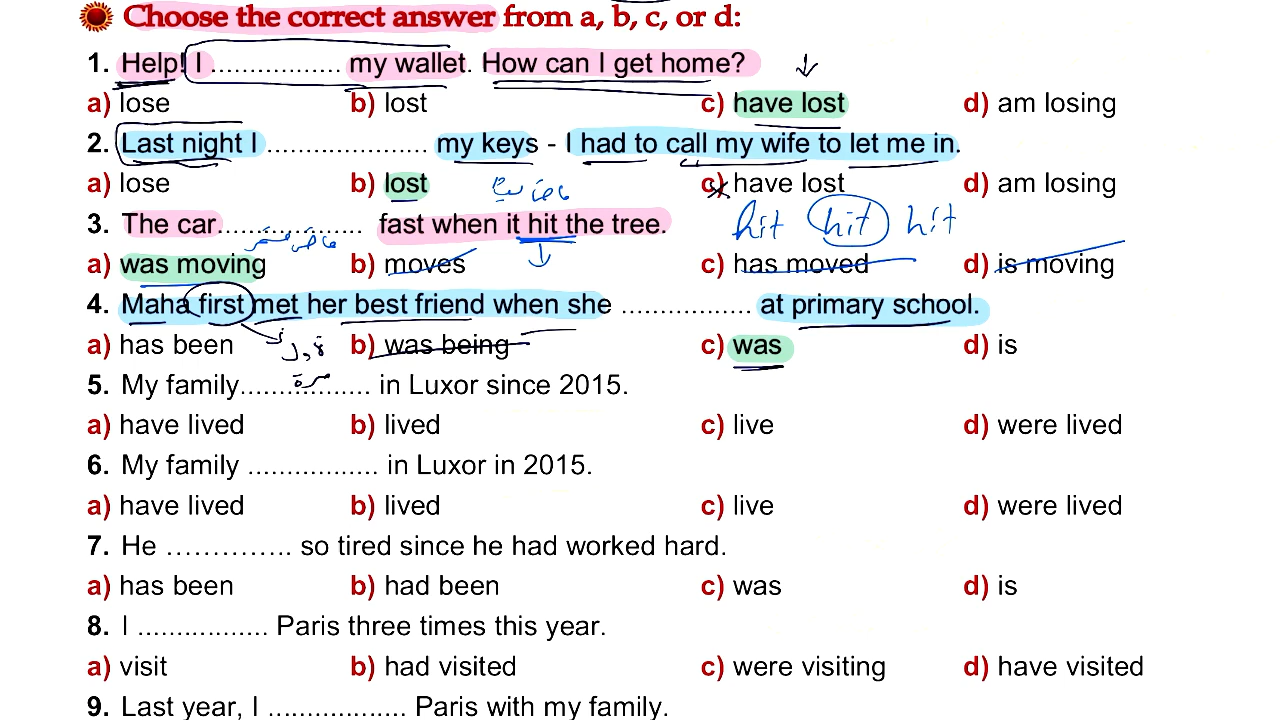 Choose the correct answer from a, b, c, or d:
1. Help! I ................. my wallet. How can I get home?
a) lose b) lost c) have lost d) am losing
2. Last night I ..................... my keys - I had to call my wife to let me in.
a) lose b) lost c) have lost d) am losing
3. The car................... fast when it hit the tree. hit hit hit
a) was moving b) moves c) has moved d) is moving
4. Maha first met her best friend when she ................. at primary school.
a) has been b) was being c) was d) is
5. My family................. in Luxor since 2015.
a) have lived b) lived c) live d) were lived
6. My family ................. in Luxor in 2015.
a) have lived b) lived c) live d) were lived
7. He .............. so tired since he had worked hard.
a) has been b) had been c) was d) is
8. I ................. Paris three times this year.
a) visit b) had visited c) were visiting d) have visited
9. Last year, I .................. Paris with my family.